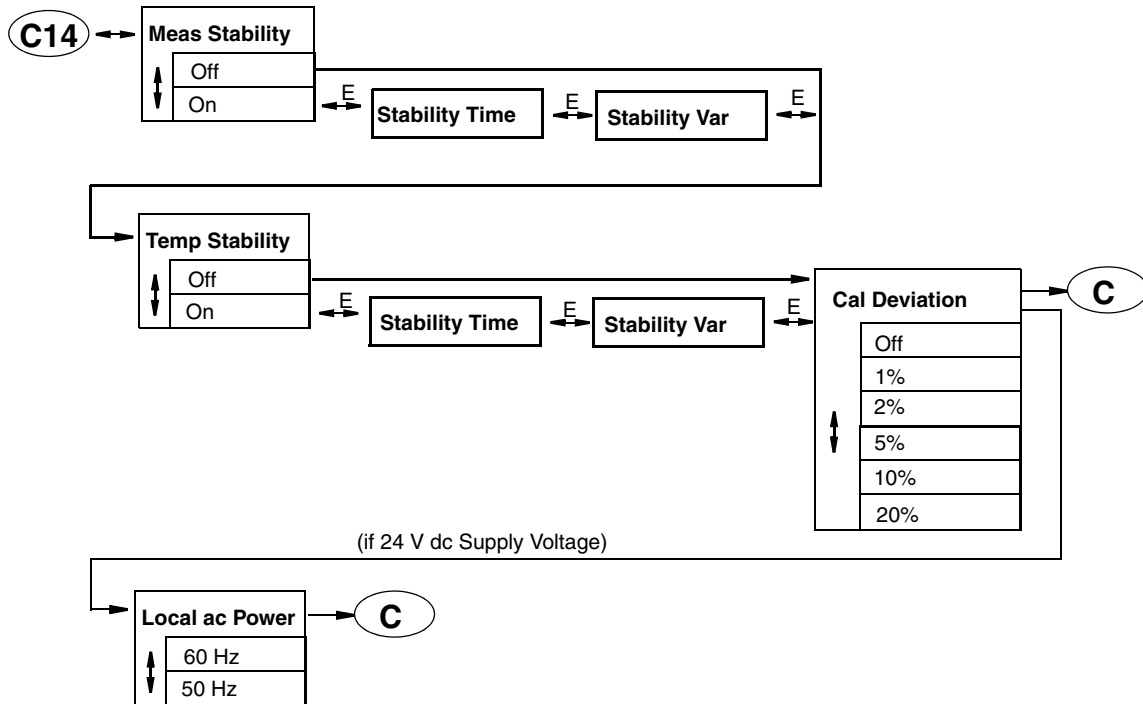 C14
Meas Stability
Off
On
E
Stability Time
E
Stability Var
E
Temp Stability
Off
On
E
Stability Time
E
Stability Var
E
Cal Deviation
Off
1%
2%
5%
10%
20%
C
(if 24 V dc Supply Voltage)
Local ac Power
60 Hz
50 Hz
C